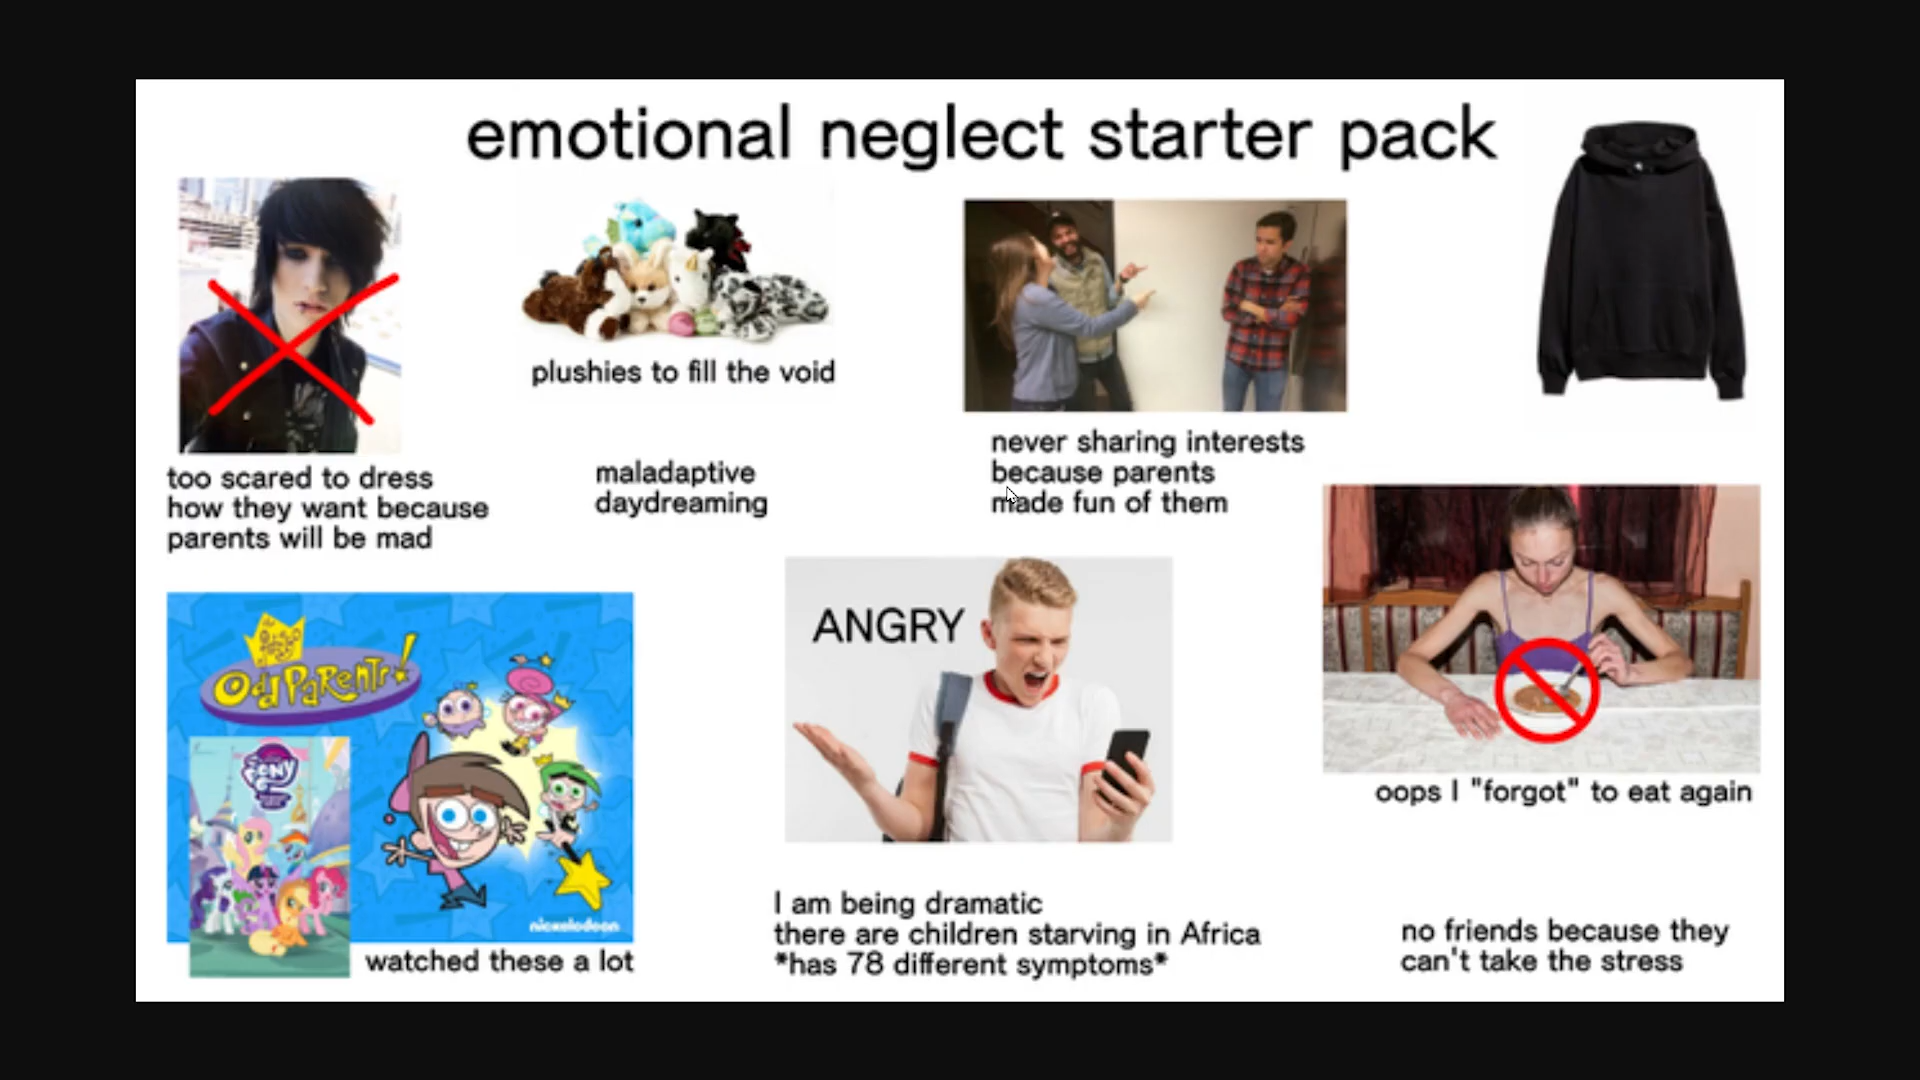 emotional neglect starter pack
plushies to fill the void
too scared to dress
how they want because
parents will be mad
maladaptive
daydreaming
never sharing interests
because parents
made fun of them
ANGRY
Odd Parents!
PONY
nickelodeon
watched these a lot
oops I "forgot" to eat again
I am being dramatic
there are children starving in Africa
*has 78 different symptoms*
no friends because they
can't take the stress